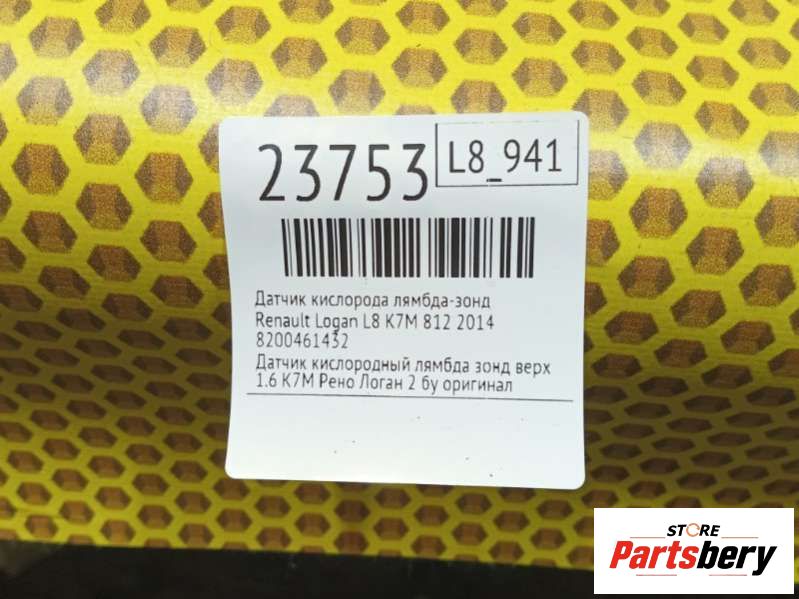 23753
L8_941
Датчик кислорода лямбда-зонд
Renault Logan L8 K7M 812 2014
8200461432
Датчик кислородный лямбда зонд верх
1.6 K7M Рено Логан 2 бу оригинал
STORE
Partsbery